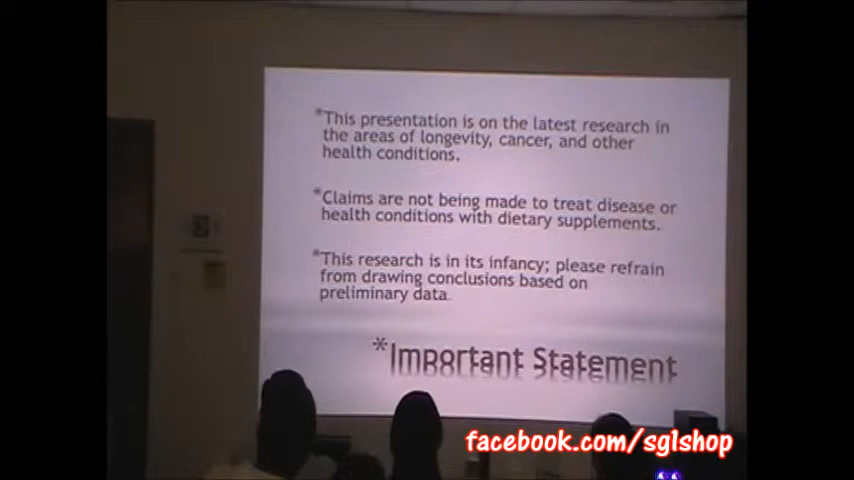 *This presentation is on the latest research in
the areas of longevity, cancer, and other
health conditions.
*Claims are not being made to treat disease or
health conditions with dietary supplements.
*This research is in its infancy; please refrain
from drawing conclusions based on
preliminary data.
*Important Statement
facebook.com/sg1shop